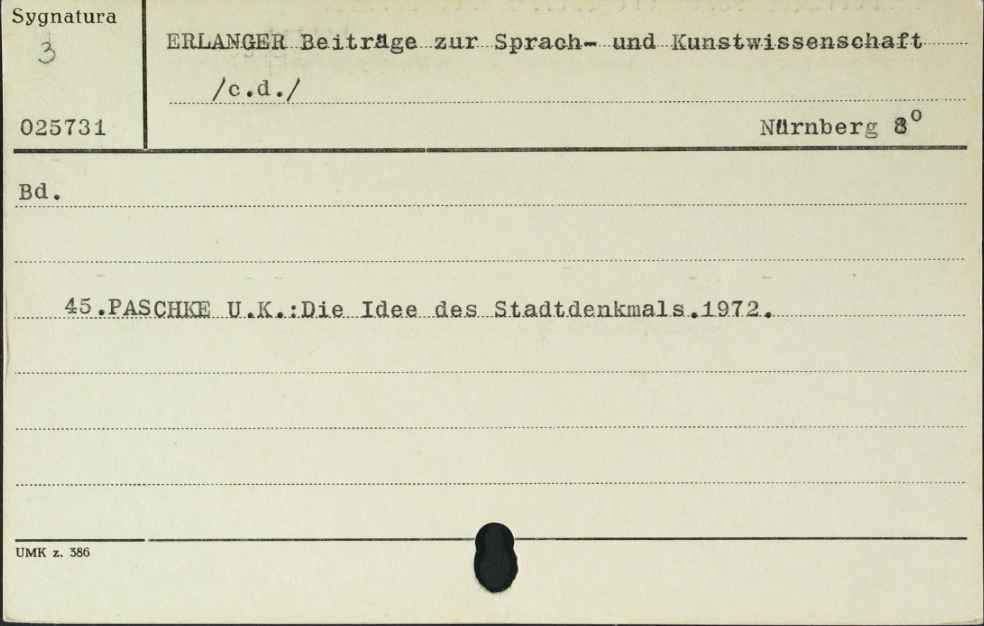 Sygnatura
3
025731
ERLANGER Beiträge zur Sprach- und Kunstwissenschaft
/c.d./
Nürnberg 8°
Bd.
45.PASCHKE U.K.:Die Idee des Stadtdenkmals.1972.
UMK z. 386